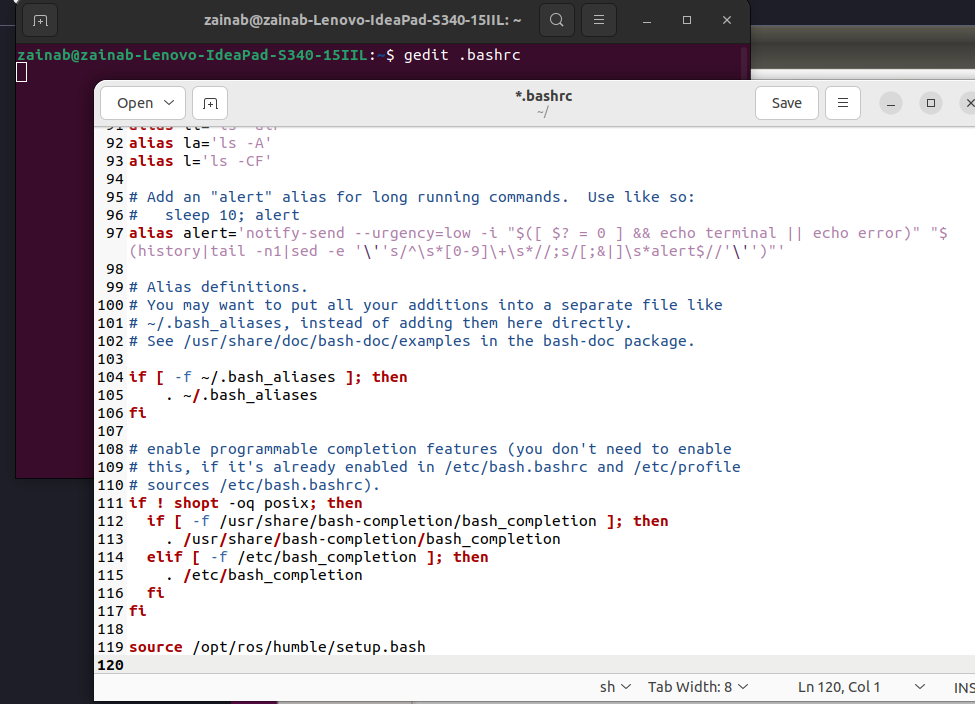 zainab@zainab-Lenovo-IdeaPad-S340-15IIL: ~
zainab@zainab-Lenovo-IdeaPad-S340-15IIL:~$ gedit .bashrc
Open
*.bashrc
~/
Save
92 alias la='ls -A'
93 alias l='ls -CF'
94
95 # Add an "alert" alias for long running commands.  Use like so:
96 #   sleep 10; alert
97 alias alert='notify-send --urgency=low -i "$([ $? = 0 ] && echo terminal || echo error)" "$
(history|tail -n1|sed -e '\''s/^\s*[0-9]\+\s*//;s/[;&|]\s*alert$//'\'')"'
98
99 # Alias definitions.
100 # You may want to put all your additions into a separate file like
101 # ~/.bash_aliases, instead of adding them here directly.
102 # See /usr/share/doc/bash-doc/examples in the bash-doc package.
103
104 if [ -f ~/.bash_aliases ]; then
105     . ~/.bash_aliases
106 fi
107
108 # enable programmable completion features (you don't need to enable
109 # this, if it's already enabled in /etc/bash.bashrc and /etc/profile
110 # sources /etc/bash.bashrc).
111 if ! shopt -oq posix; then
112   if [ -f /usr/share/bash-completion/bash_completion ]; then
113     . /usr/share/bash-completion/bash_completion
114   elif [ -f /etc/bash_completion ]; then
115     . /etc/bash_completion
116   fi
117 fi
118
119 source /opt/ros/humble/setup.bash
120
sh Tab Width: 8 Ln 120, Col 1 INS